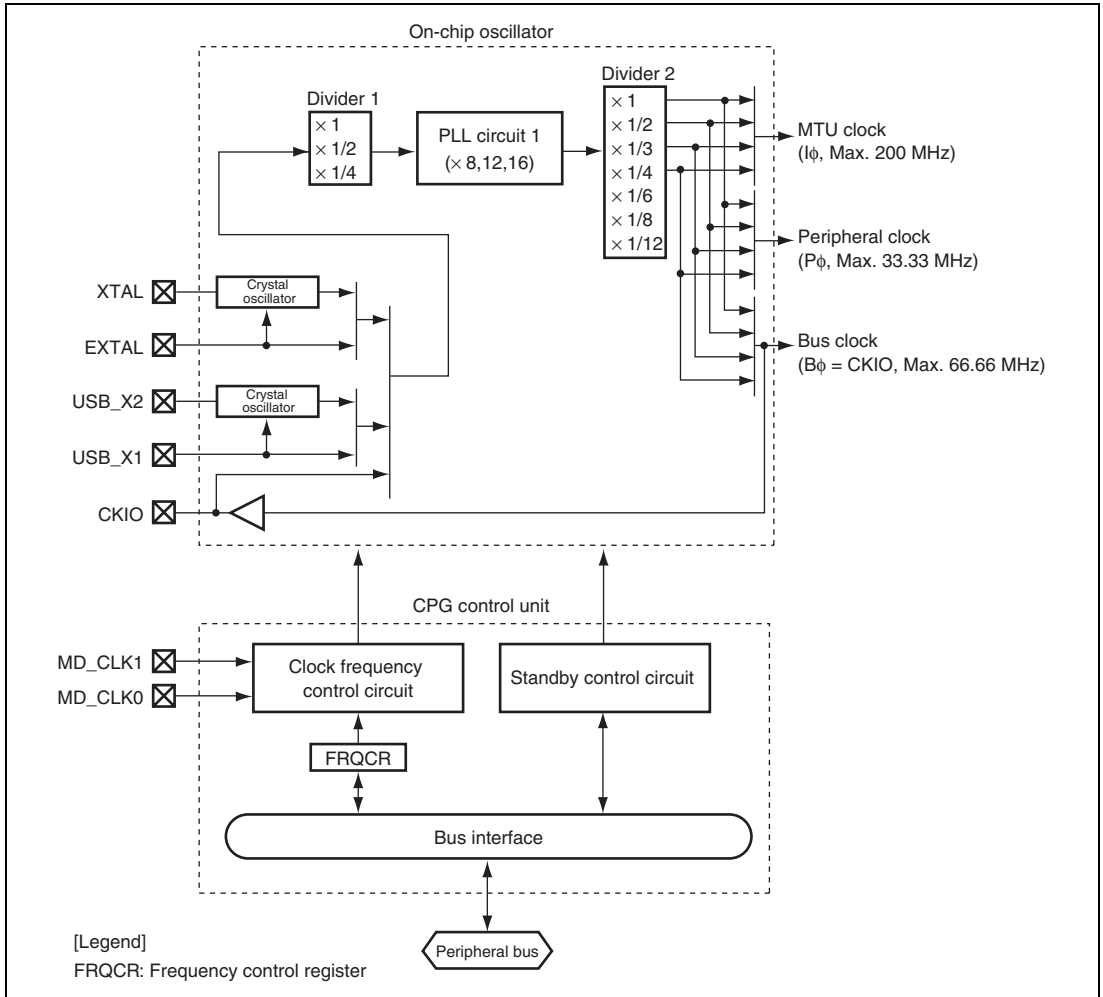 On-chip oscillator
Divider 1
× 1
× 1/2
× 1/4
PLL circuit 1
(× 8,12,16)
Divider 2
× 1
× 1/2
× 1/3
× 1/4
× 1/6
× 1/8
× 1/12
MTU clock
(Iϕ, Max. 200 MHz)
Peripheral clock
(Pϕ, Max. 33.33 MHz)
Bus clock
(Bϕ = CKIO, Max. 66.66 MHz)
XTAL
Crystal
oscillator
EXTAL
USB_X2
Crystal
oscillator
USB_X1
CKIO
CPG control unit
MD_CLK1
MD_CLK0
Clock frequency
control circuit
Standby control circuit
FRQCR
Bus interface
Peripheral bus
[Legend]
FRQCR: Frequency control register